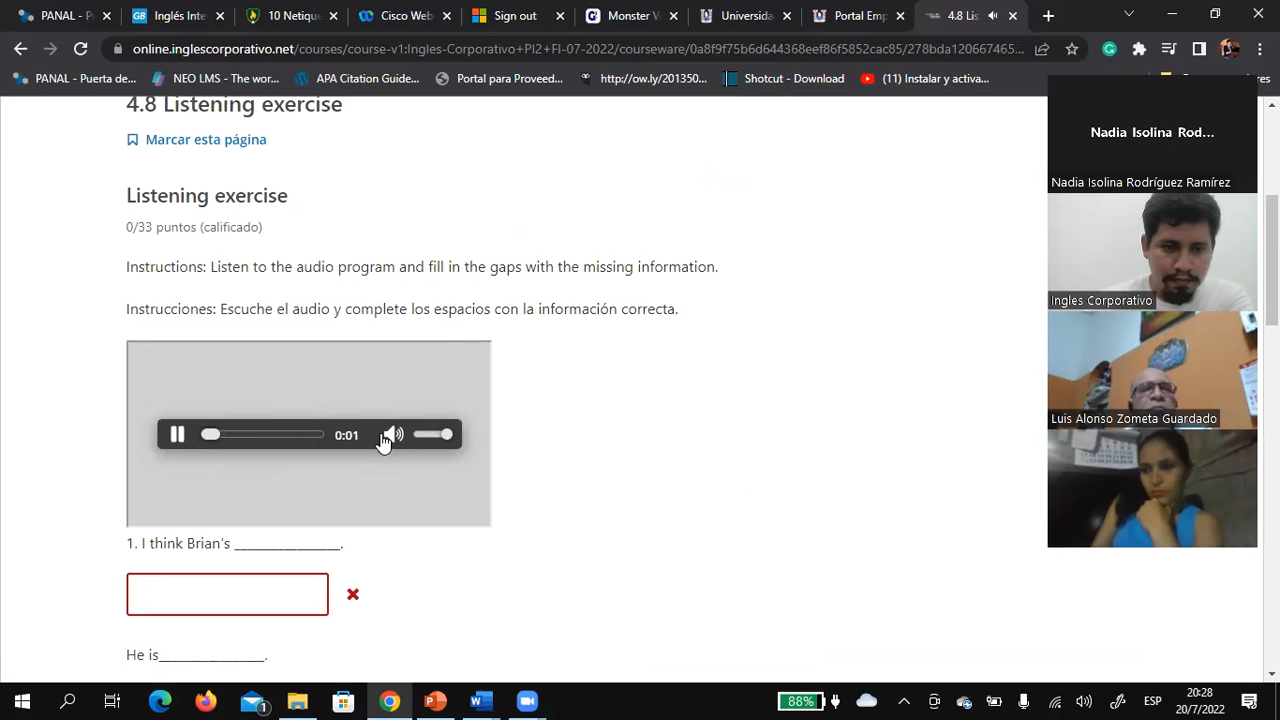 PANAL - P
Inglés Inte
10 Netique
Cisco Web
Sign out
Monster V
Universida
Portal Emp
4.8 Lis
online.inglescorporativo.net/courses/course-v1:Ingles-Corporativo+PI2+FI-07-2022/courseware/0a8f9f75b6d644368eef86f5852cac85/278bda120667465...
PANAL - Puerta de...
NEO LMS - The wor...
APA Citation Guide...
Portal para Proveed...
http://ow.ly/201350...
Shotcut - Download
(11) Instalar y activa...
4.8 Listening exercise
Marcar esta página
Listening exercise
0/33 puntos (calificado)
Instructions: Listen to the audio program and fill in the gaps with the missing information.
Instrucciones: Escuche el audio y complete los espacios con la información correcta.
0:01
1. I think Brian's _________________.
He is_________________.
Nadia Isolina Rod...
Nadia Isolina Rodríguez Ramírez
Ingles Corporativo
Luis Alonso Zometa Guardado
1
88%
ESP
20:28
20/7/2022